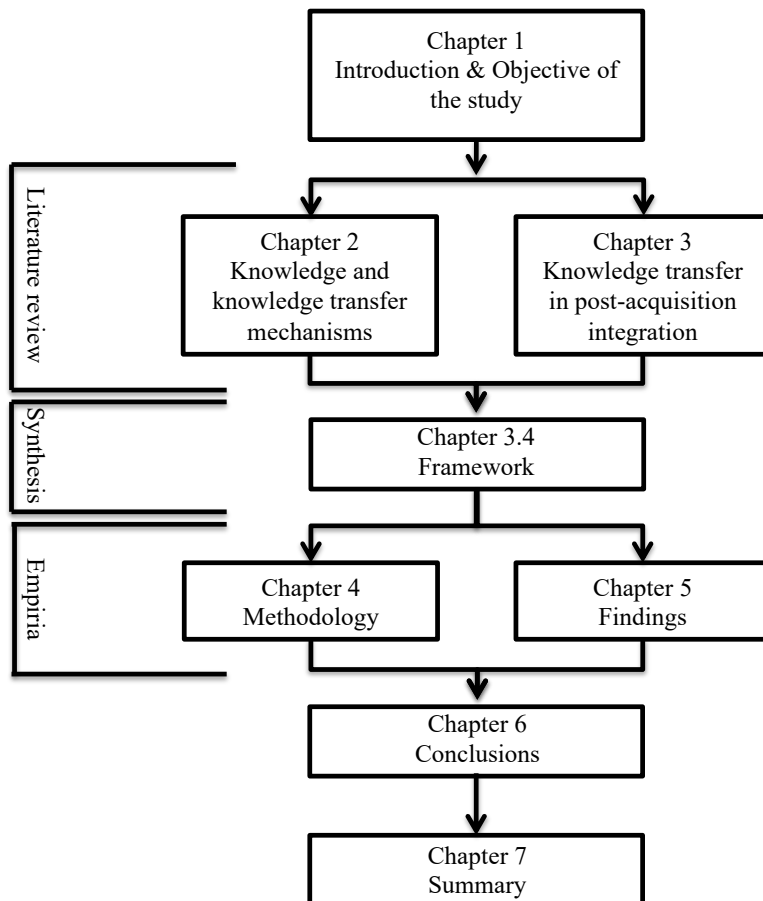 Chapter 1
Introduction & Objective of
the study
Literature review
Chapter 2
Knowledge and
knowledge transfer
mechanisms
Chapter 3
Knowledge transfer
in post-acquisition
integration
Synthesis
Chapter 3.4
Framework
Empiria
Chapter 4
Methodology
Chapter 5
Findings
Chapter 6
Conclusions
Chapter 7
Summary